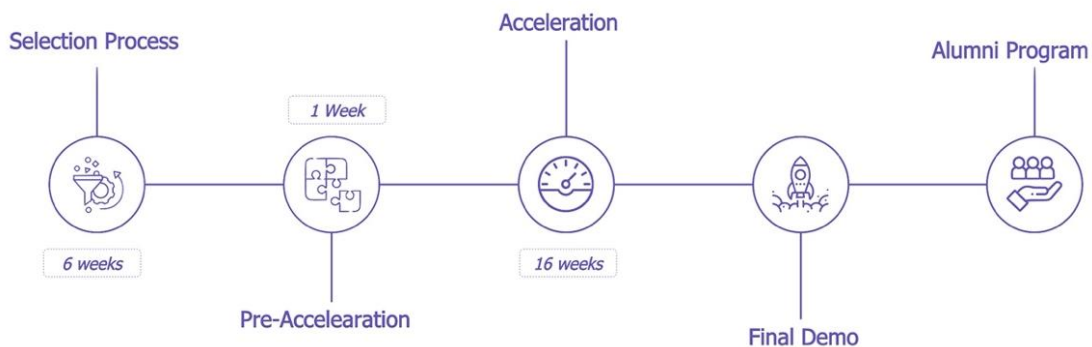 Selection Process
6 weeks
1 Week
Pre-Accelearation
Acceleration
16 weeks
Final Demo
Alumni Program